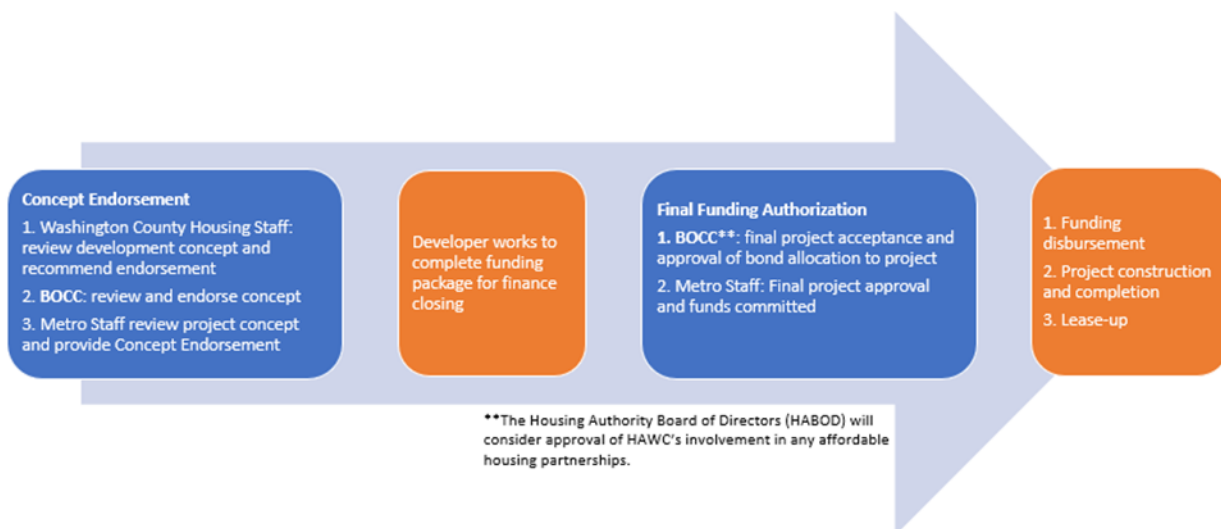 Concept Endorsement
1. Washington County Housing Staff:
review development concept and
recommend endorsement
2. BOCC: review and endorse concept
3. Metro Staff review project concept
and provide Concept Endorsement
Developer works to
complete funding
package for finance
closing
Final Funding Authorization
1. BOCC**: final project acceptance and
approval of bond allocation to project
2. Metro Staff: Final project approval
and funds committed
1. Funding
disbursement
2. Project construction
and completion
3. Lease-up
**The Housing Authority Board of Directors (HABOD) will
consider approval of HAWC's involvement in any affordable
housing partnerships.